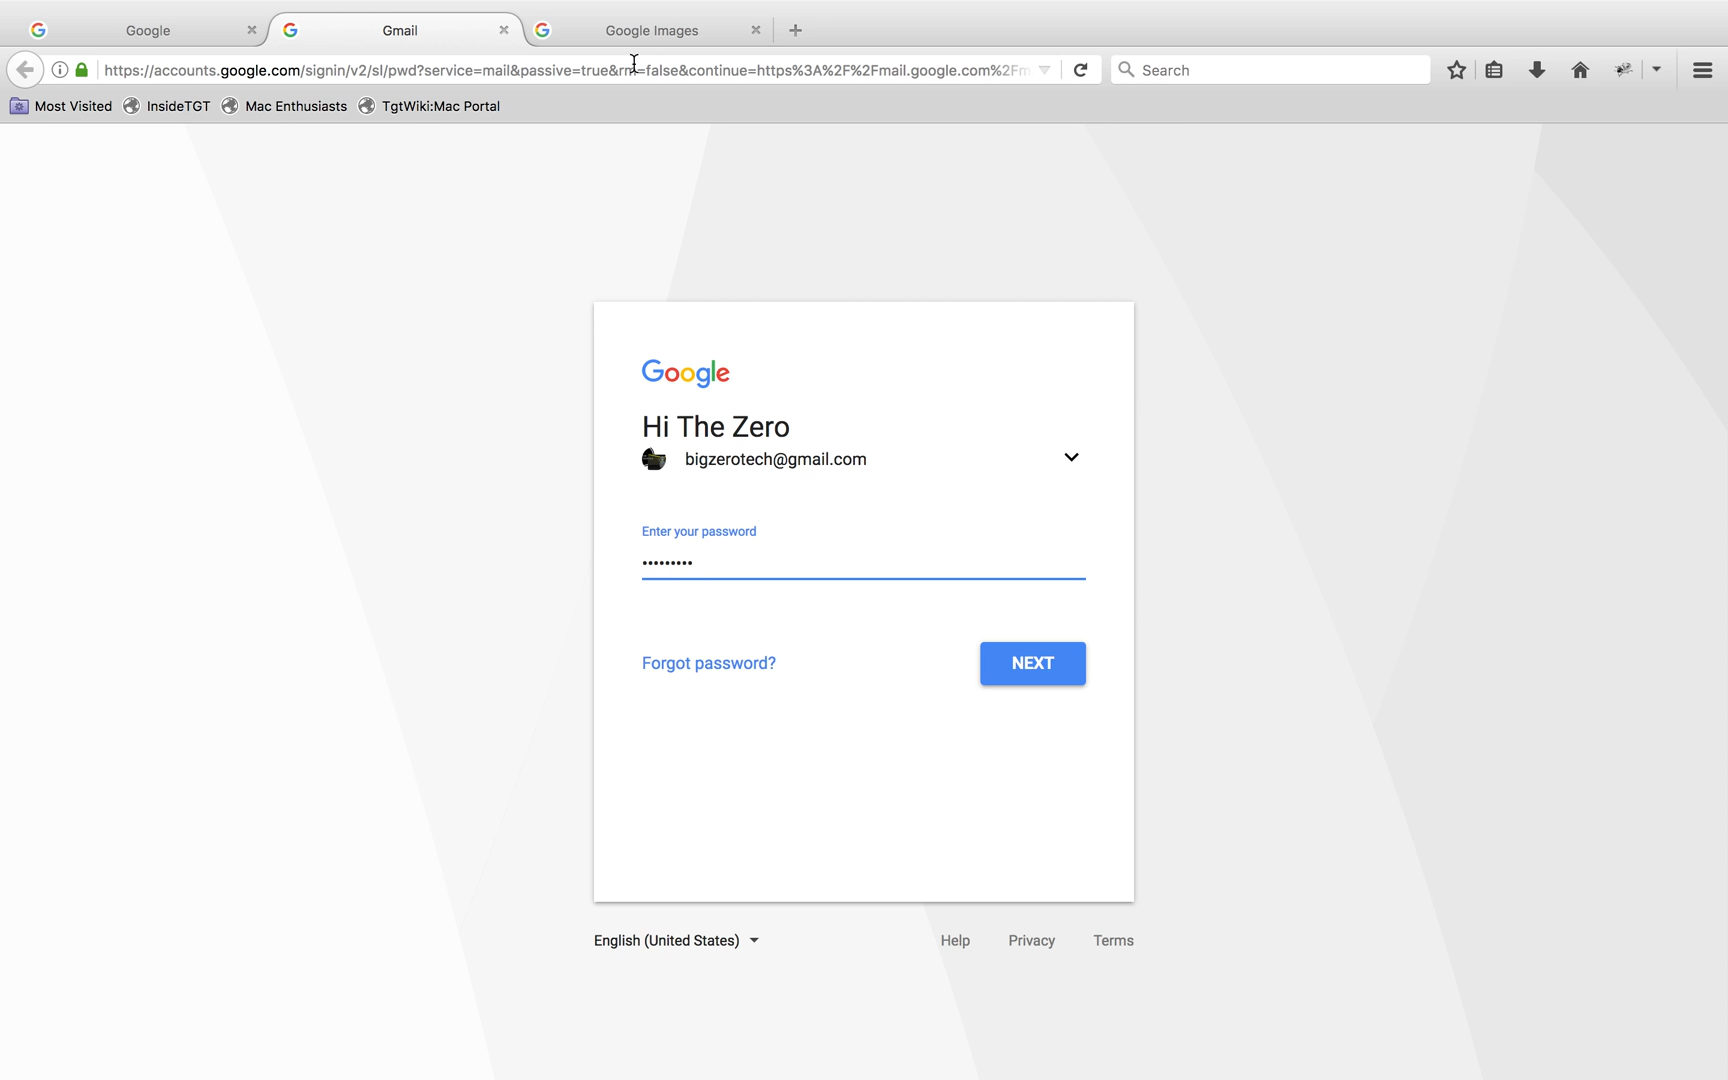 Google
Gmail
Google Images
https://accounts.google.com/signin/v2/sl/pwd?service=mail&passive=true&rm=false&continue=https%3A%2F%2Fmail.google.com%2Fm
Search
Most Visited
InsideTGT
Mac Enthusiasts
TgtWiki:Mac Portal
Google
Hi The Zero
bigzerotech@gmail.com
Enter your password
•••••••••
Forgot password?
NEXT
English (United States)
Help
Privacy
Terms